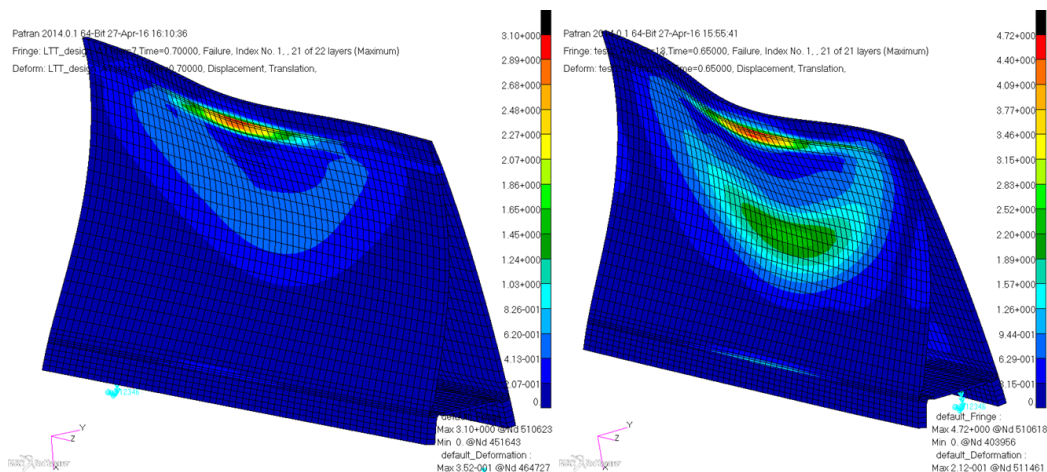 Patran 2014.0.1 64-Bit 27-Apr-16 16:10:36
Fringe: LTT_desig Time=0.70000, Failure, Index No. 1, , 21 of 22 layers (Maximum)
Deform: LTT_desig =0.70000, Displacement, Translation,
3.10+000
2.89+000
2.68+000
2.48+000
2.27+000
2.07+000
1.86+000
1.65+000
1.45+000
1.24+000
1.03+000
8.26-001
6.20-001
4.13-001
2.07-001
0
default_Fringe :
Max 3.10+000 @Nd 510623
Min 0. @Nd 451643
default_Deformation :
Max 3.52-001 @Nd 464727
Y
Z
X
Patran 2014.0.1 64-Bit 27-Apr-16 15:55:41
Fringe: tes Time=0.65000, Failure, Index No. 1, , 21 of 21 layers (Maximum)
Deform: tes Time=0.65000, Displacement, Translation,
4.72+000
4.40+000
4.09+000
3.77+000
3.46+000
3.15+000
2.83+000
2.52+000
2.20+000
1.89+000
1.57+000
1.26+000
9.44-001
6.29-001
3.15-001
0
12346
default_Fringe :
Max 4.72+000 @Nd 510618
Min 0. @Nd 403956
default_Deformation :
Max 2.12-001 @Nd 511461
Y
Z
X